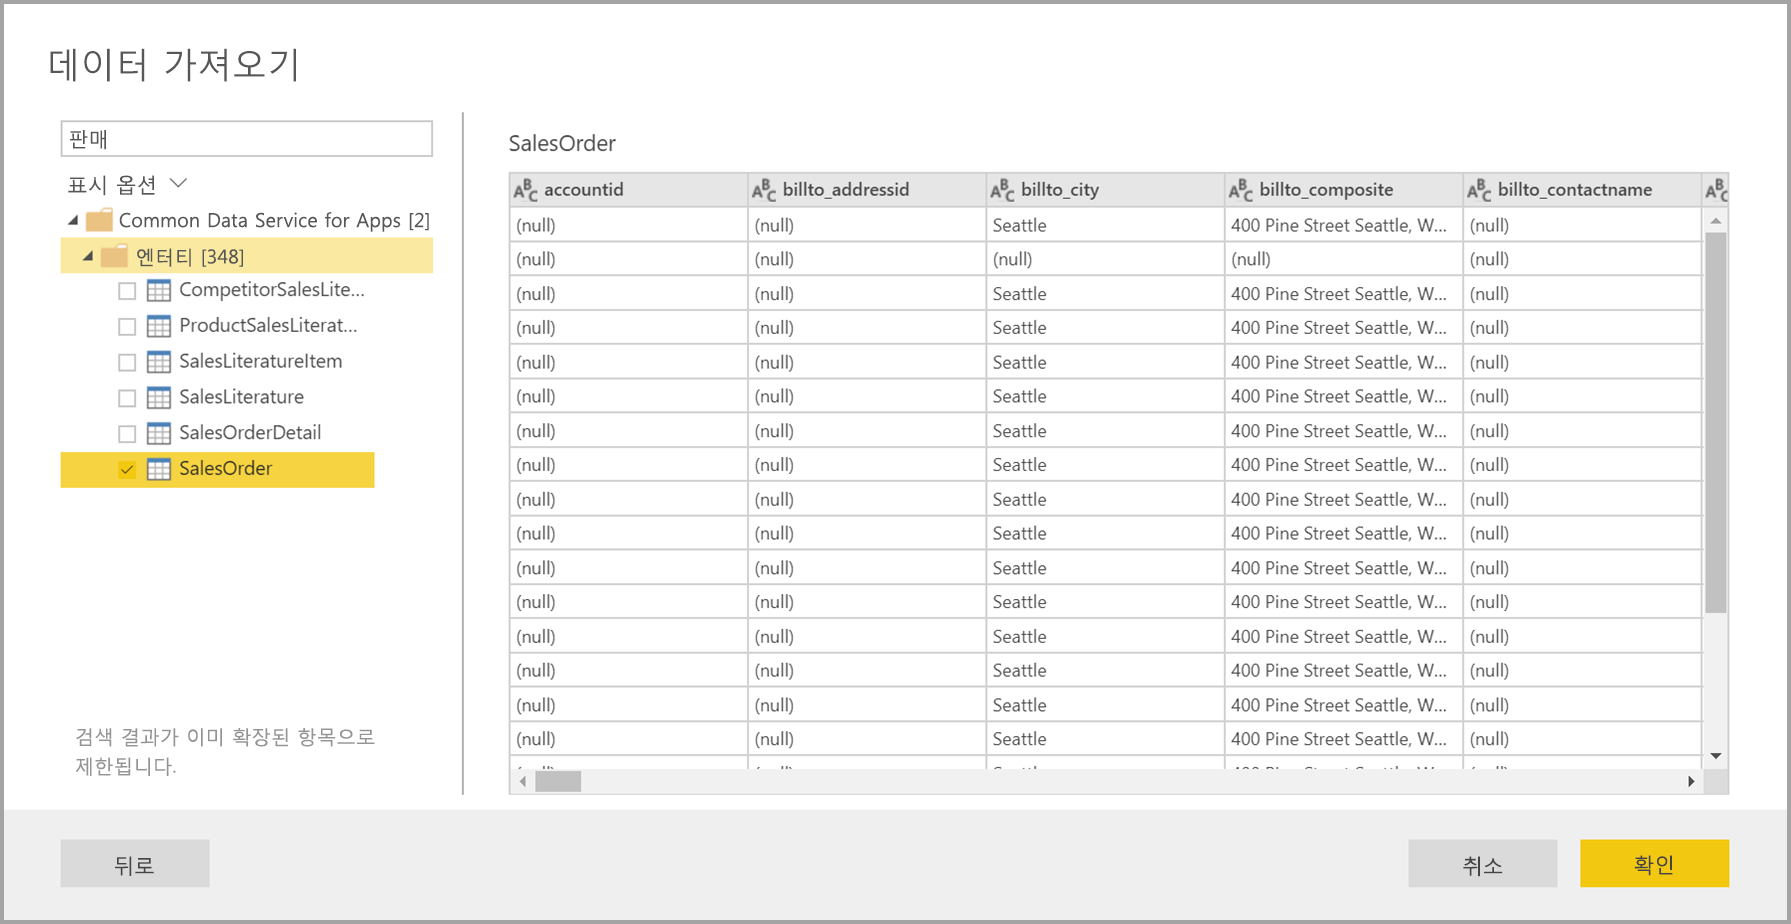 데이터 가져오기
판매
표시 옵션
Common Data Service for Apps [2]
엔터티 [348]
CompetitorSalesLite...
ProductSalesLiterat...
SalesLiteratureItem
SalesLiterature
SalesOrderDetail
SalesOrder
검색 결과가 이미 확장된 항목으로
제한됩니다.
SalesOrder
ABC accountid ABC billto_addressid ABC billto_city ABC billto_composite ABC billto_contactname ABC
(null) (null) Seattle 400 Pine Street Seattle, W... (null)
(null) (null) (null) (null) (null)
(null) (null) Seattle 400 Pine Street Seattle, W... (null)
(null) (null) Seattle 400 Pine Street Seattle, W... (null)
(null) (null) Seattle 400 Pine Street Seattle, W... (null)
(null) (null) Seattle 400 Pine Street Seattle, W... (null)
(null) (null) Seattle 400 Pine Street Seattle, W... (null)
(null) (null) Seattle 400 Pine Street Seattle, W... (null)
(null) (null) Seattle 400 Pine Street Seattle, W... (null)
(null) (null) Seattle 400 Pine Street Seattle, W... (null)
(null) (null) Seattle 400 Pine Street Seattle, W... (null)
(null) (null) Seattle 400 Pine Street Seattle, W... (null)
(null) (null) Seattle 400 Pine Street Seattle, W... (null)
(null) (null) Seattle 400 Pine Street Seattle, W... (null)
(null) (null) Seattle 400 Pine Street Seattle, W... (null)
(null) (null) Seattle 400 Pine Street Seattle, W... (null)
뒤로 취소 확인